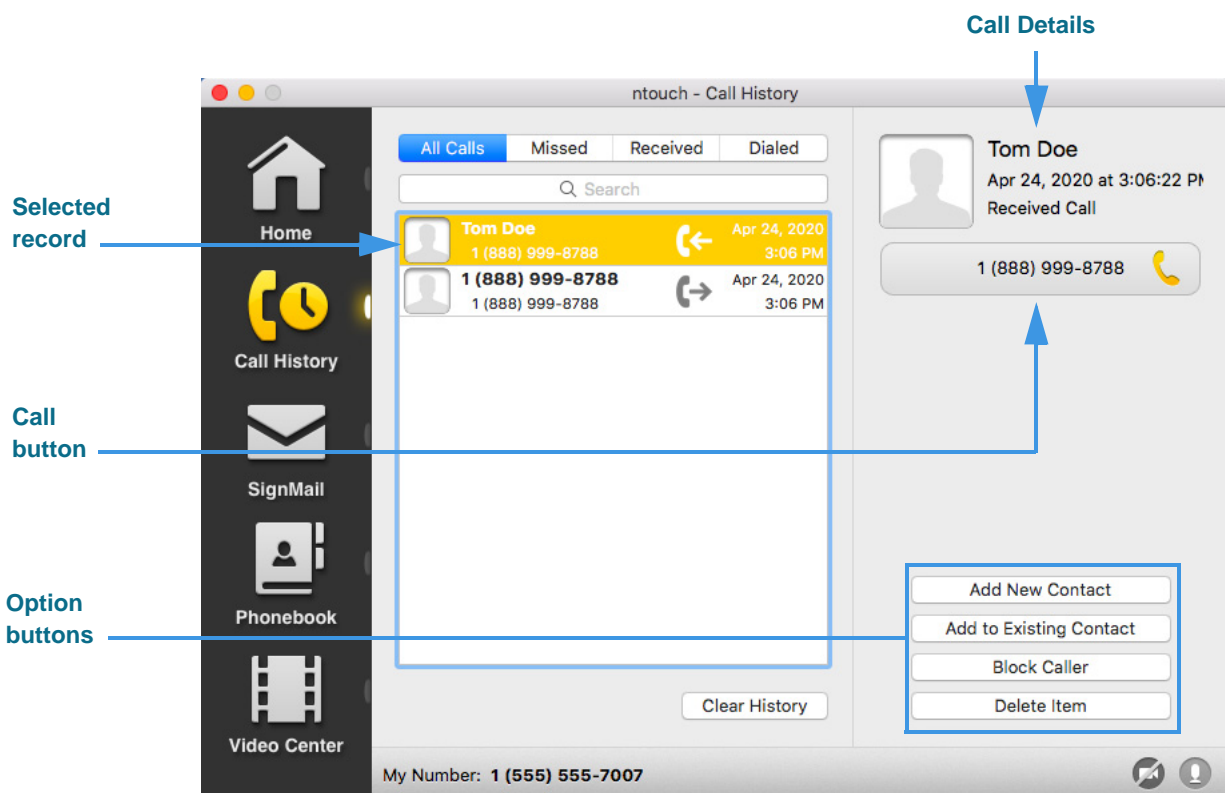 Call Details
ntouch - Call History
All Calls Missed Received Dialed
Search
Selected
record
Home
Tom Doe
1 (888) 999-8788
Apr 24, 2020
3:06 PM
1 (888) 999-8788
1 (888) 999-8788
Apr 24, 2020
3:06 PM
Tom Doe
Apr 24, 2020 at 3:06:22 PM
Received Call
1 (888) 999-8788
Call History
Call
button
SignMail
Option
buttons
Phonebook
Add New Contact
Add to Existing Contact
Block Caller
Delete Item
Clear History
Video Center
My Number: 1 (555) 555-7007